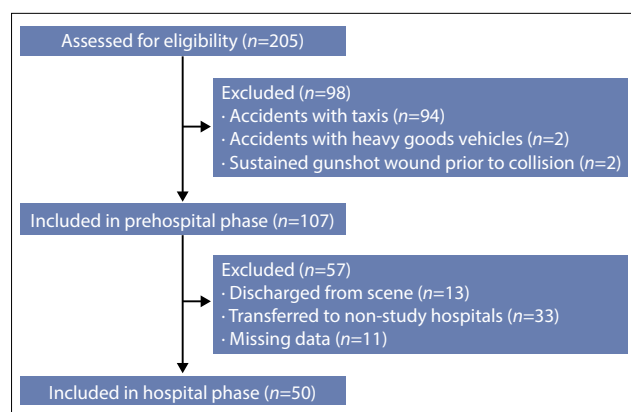 Assessed for eligibility (n=205)
Excluded (n=98)
· Accidents with taxis (n=94)
· Accidents with heavy goods vehicles (n=2)
· Sustained gunshot wound prior to collision (n=2)
Included in prehospital phase (n=107)
Excluded (n=57)
· Discharged from scene (n=13)
· Transferred to non-study hospitals (n=33)
· Missing data (n=11)
Included in hospital phase (n=50)